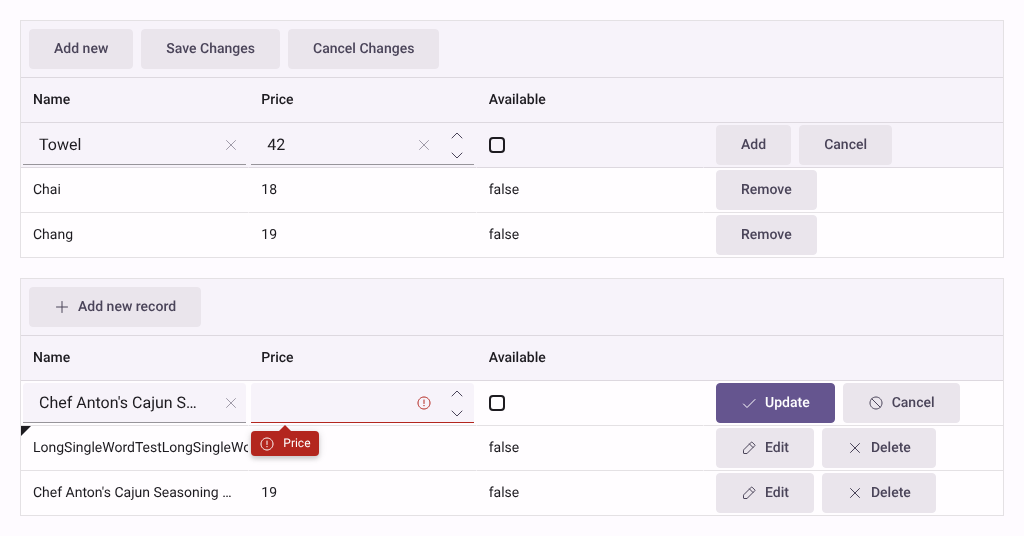 Add new Save Changes Cancel Changes
Name Price Available
Towel 42 Add Cancel
Chai 18 false Remove
Chang 19 false Remove
Add new record
Name Price Available
Chef Anton's Cajun S... Update Cancel
LongSingleWordTestLongSingleWo false Edit Delete
Price
Chef Anton's Cajun Seasoning ... 19 false Edit Delete